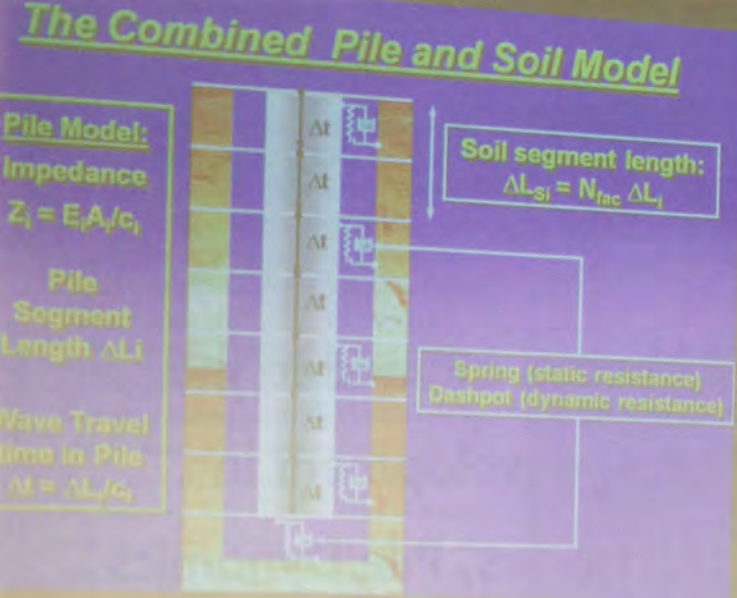 The Combined Pile and Soil Model
Pile Model:
Impedance
Zᵢ = EᵢAᵢ/cᵢ
Pile
Segment
Length ΔLi
Wave Travel
time in Pile
Δt = ΔLᵢ/cᵢ
Δt
Δt
Δt
Δt
Δt
Δt
Δt
Soil segment length:
ΔL_Si = N_fac ΔLᵢ
Spring (static resistance)
Dashpot (dynamic resistance)